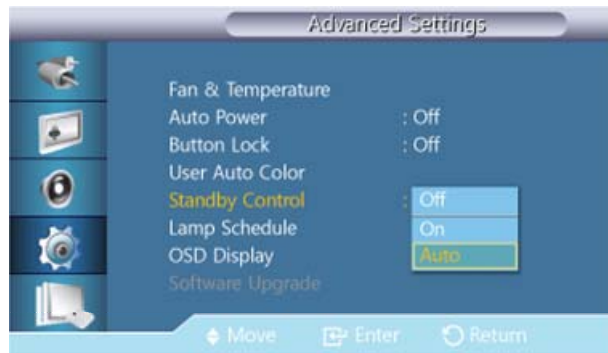 Advanced Settings
Fan & Temperature
Auto Power : Off
Button Lock : Off
User Auto Color
Standby Control : Off
Lamp Schedule On
OSD Display Auto
Software Upgrade
Move Enter Return